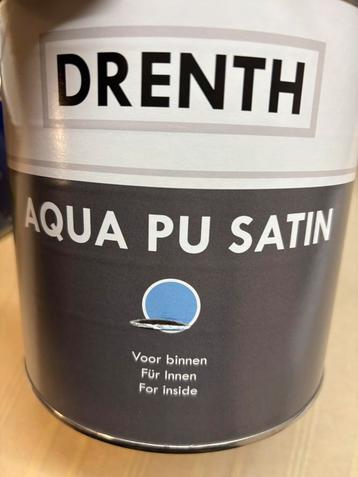 DRENTH
AQUA PU SATIN
Voor binnen
Für Innen
For inside